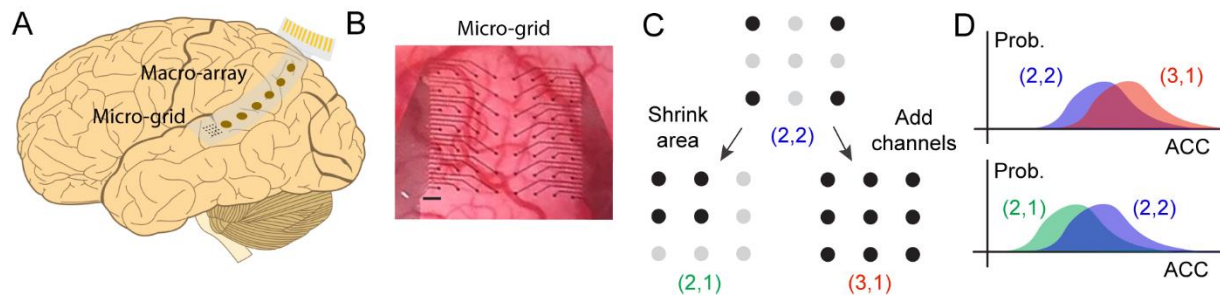 A
Macro-array
Micro-grid
B
Micro-grid
C
(2,2)
Shrink
area
Add
channels
(2,1)
(3,1)
D
Prob.
(2,2)
(3,1)
ACC
Prob.
(2,1)
(2,2)
ACC